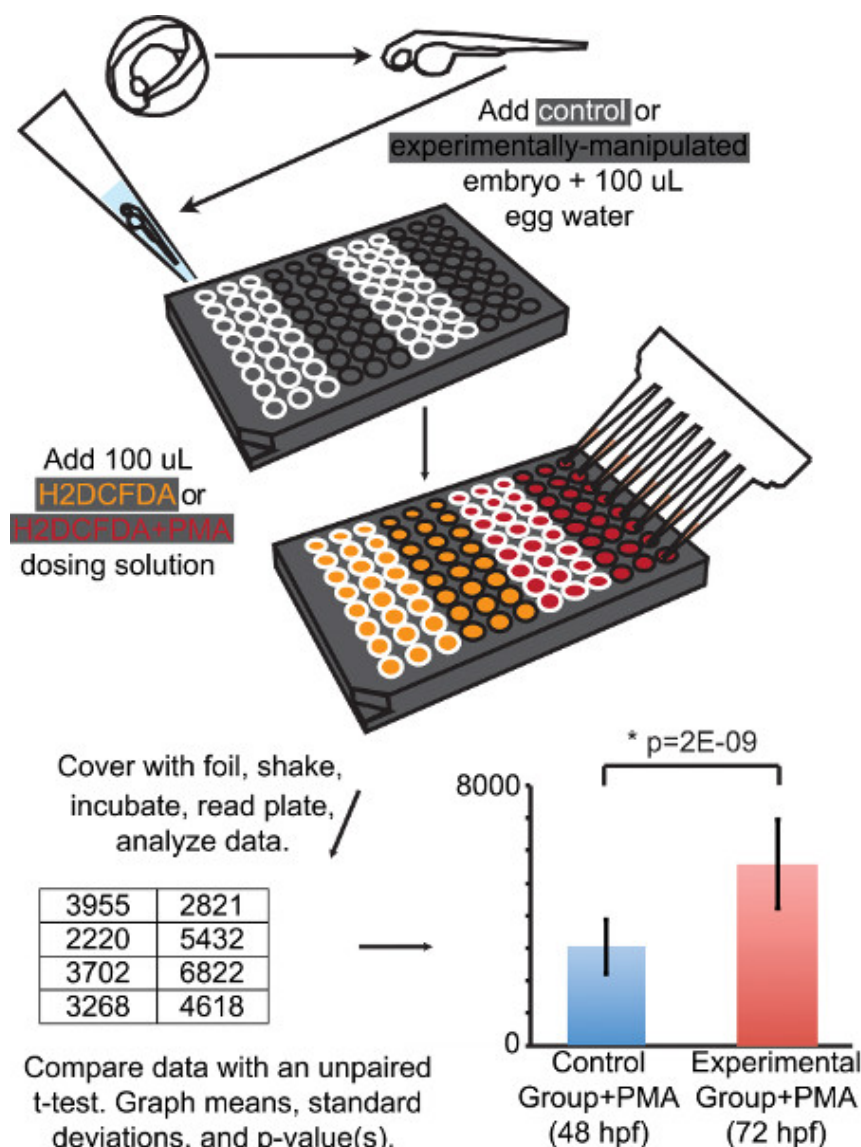 Add control or
experimentally-manipulated
embryo + 100 uL
egg water
Add 100 uL
H2DCFDA or
H2DCFDA+PMA
dosing solution
Cover with foil, shake,
incubate, read plate,
analyze data.
3955 2821
2220 5432
3702 6822
3268 4618
Compare data with an unpaired
t-test. Graph means, standard
deviations, and p-value(s).
* p=2E-09
8000
0
Control
Group+PMA
(48 hpf)
Experimental
Group+PMA
(72 hpf)